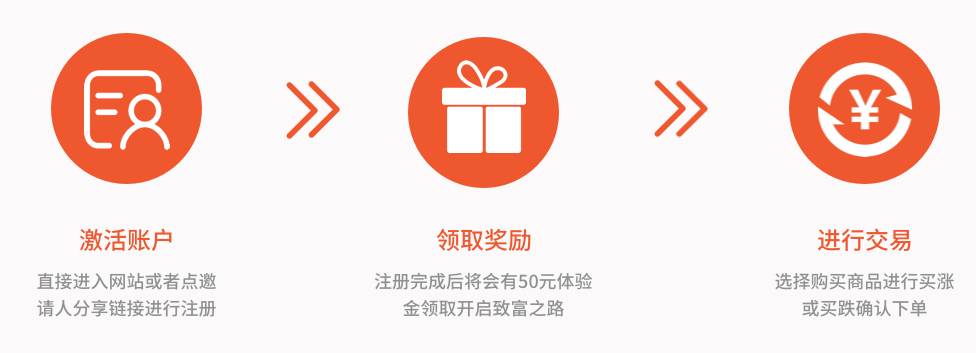 ¥
激活账户
直接进入网站或者点邀
请人分享链接进行注册
领取奖励
注册完成后将会有50元体验
金领取开启致富之路
进行交易
选择购买商品进行买涨
或买跌确认下单